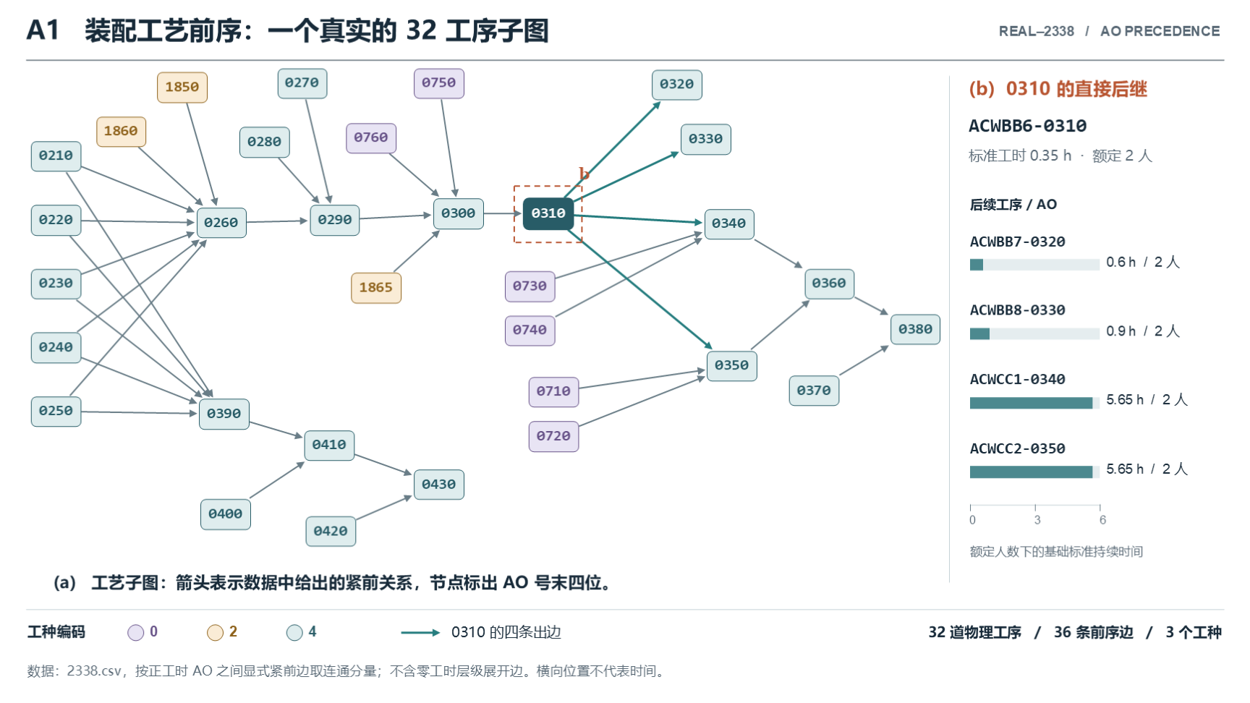 A1 装配工艺前序：一个真实的 32 工序子图
REAL–2338 / AO PRECEDENCE
1850
0270
0750
0320
1860
0280
0760
0330
0210
b
0220
0260
0290
0300
0310
0340
0230
1865
0730
0360
0240
0740
0380
0250
0390
0710
0350
0370
0410
0720
0400
0430
0420
(a) 工艺子图：箭头表示数据中给出的紧前关系，节点标出 AO 号末四位。
(b) 0310 的直接后继
ACWBB6-0310
标准工时 0.35 h · 额定 2 人
后续工序 / AO
ACWBB7-0320
0.6 h / 2 人
ACWBB8-0330
0.9 h / 2 人
ACWCC1-0340
5.65 h / 2 人
ACWCC2-0350
5.65 h / 2 人
0 3 6
额定人数下的基础标准持续时间
工种编码 0 2 4 0310 的四条出边
32 道物理工序 / 36 条前序边 / 3 个工种
数据：2338.csv，按正工时 AO 之间显式紧前边取连通分量；不含零工时层级展开边。横向位置不代表时间。